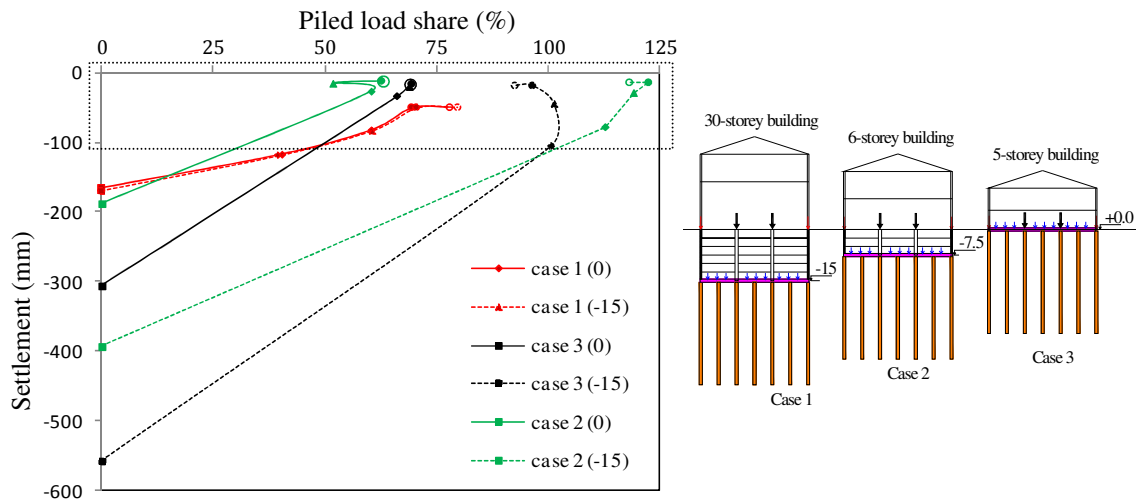 Piled load share (%)
0 25 50 75 100 125
0
-100
-200
-300
-400
-500
-600
Settlement (mm)
case 1 (0)
case 1 (-15)
case 3 (0)
case 3 (-15)
case 2 (0)
case 2 (-15)
30-storey building
6-storey building
5-storey building
+0.0
-7.5
-15
Case 1
Case 2
Case 3